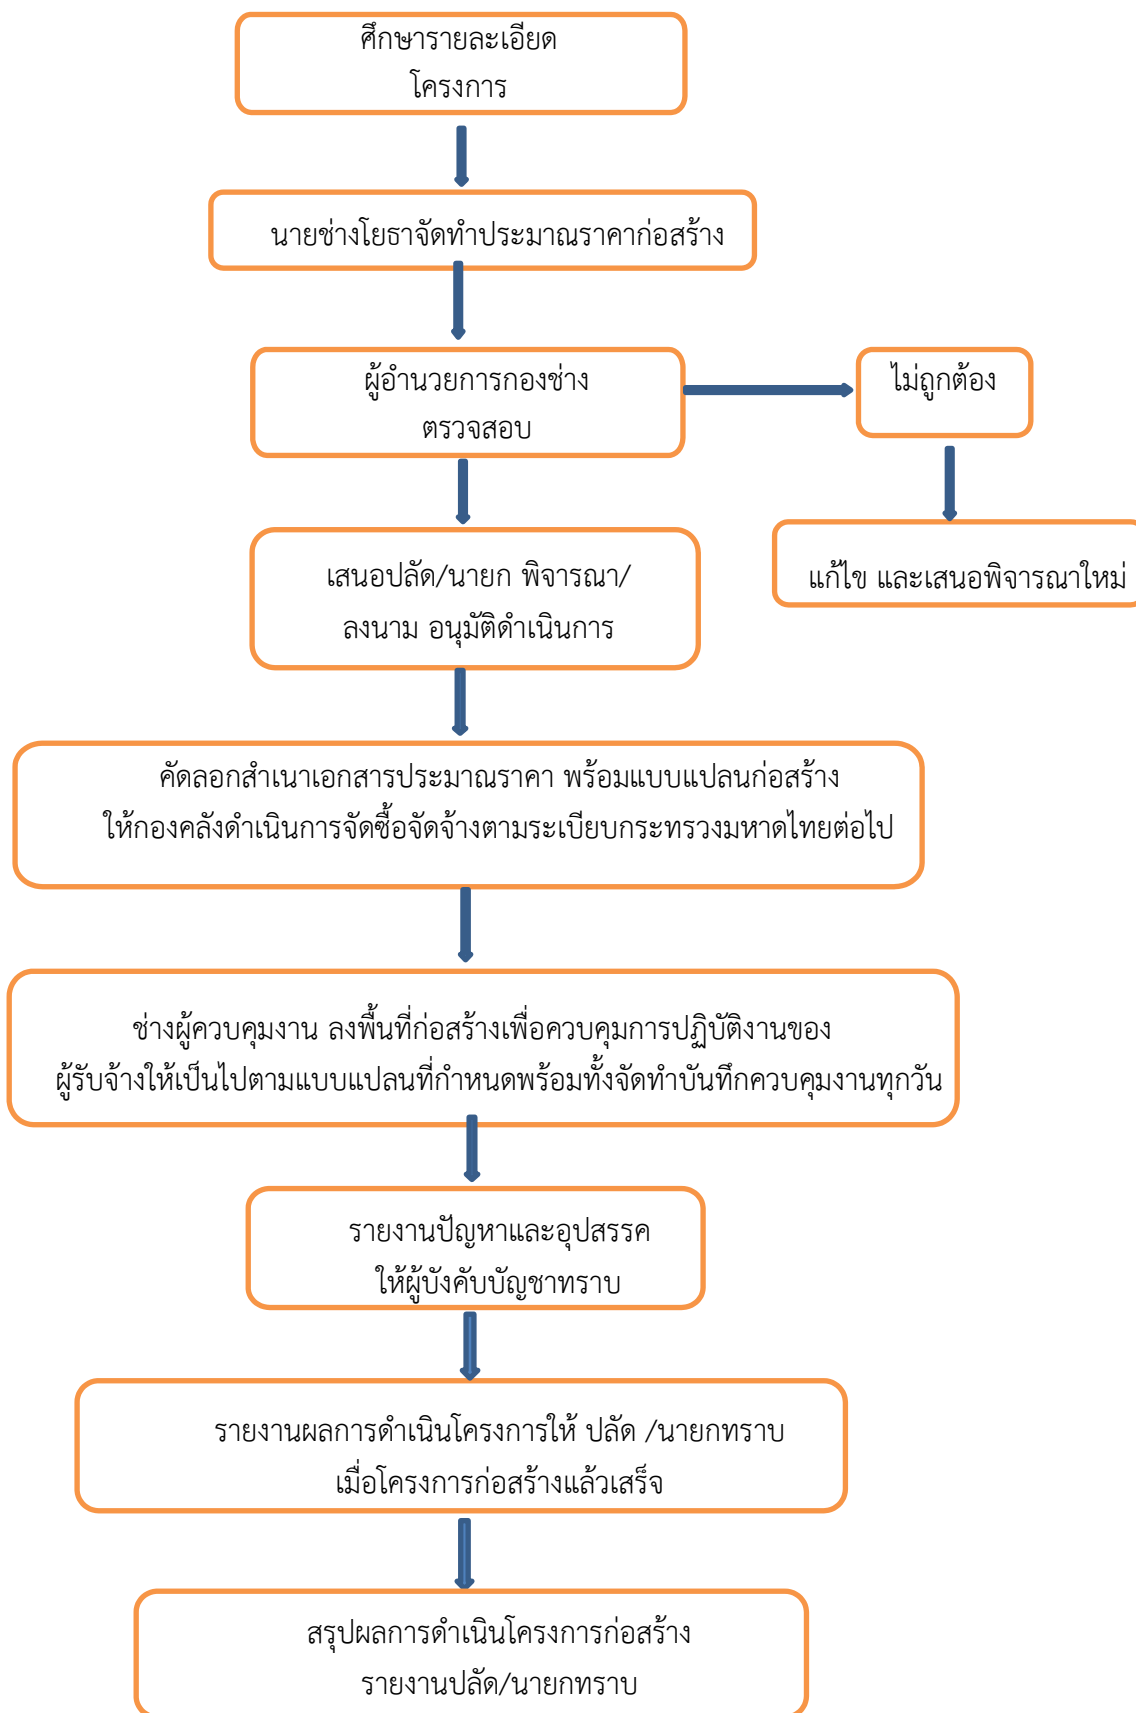 ศึกษารายละเอียด
โครงการ
นายช่างโยธาจัดทำประมาณราคาก่อสร้าง
ผู้อำนวยการกองช่าง
ตรวจสอบ
ไม่ถูกต้อง
เสนอปลัด/นายก พิจารณา/
ลงนาม อนุมัติดำเนินการ
แก้ไข และเสนอพิจารณาใหม่
คัดลอกสำเนาเอกสารประมาณราคา พร้อมแบบแปลนก่อสร้าง
ให้กองคลังดำเนินการจัดซื้อจัดจ้างตามระเบียบกระทรวงมหาดไทยต่อไป
ช่างผู้ควบคุมงาน ลงพื้นที่ก่อสร้างเพื่อควบคุมการปฏิบัติงานของ
ผู้รับจ้างให้เป็นไปตามแบบแปลนที่กำหนดพร้อมทั้งจัดทำบันทึกควบคุมงานทุกวัน
รายงานปัญหาและอุปสรรค
ให้ผู้บังคับบัญชาทราบ
รายงานผลการดำเนินโครงการให้ ปลัด /นายกทราบ
เมื่อโครงการก่อสร้างแล้วเสร็จ
สรุปผลการดำเนินโครงการก่อสร้าง
รายงานปลัด/นายกทราบ